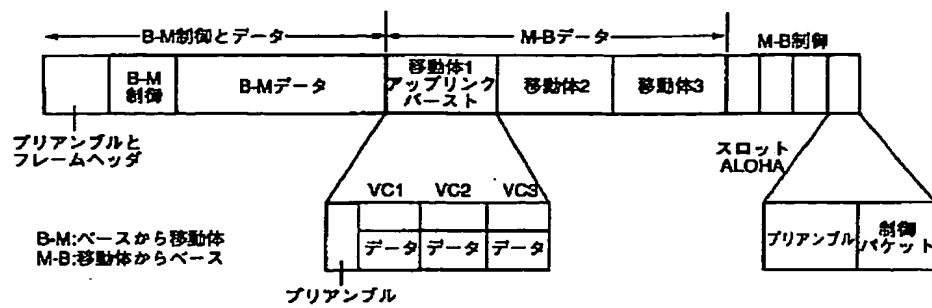 B-M制御とデータ
M-Bデータ
M-B制御
B-M
制御
B-Mデータ
移動体1
アップリンク
バースト
移動体2
移動体3
プリアンブルと
フレームヘッダ
スロット
ALOHA
VC1 VC2 VC3
データ データ データ
プリアンブル
プリアンブル
制御
パケット
B-M:ベースから移動体
M-B:移動体からベース